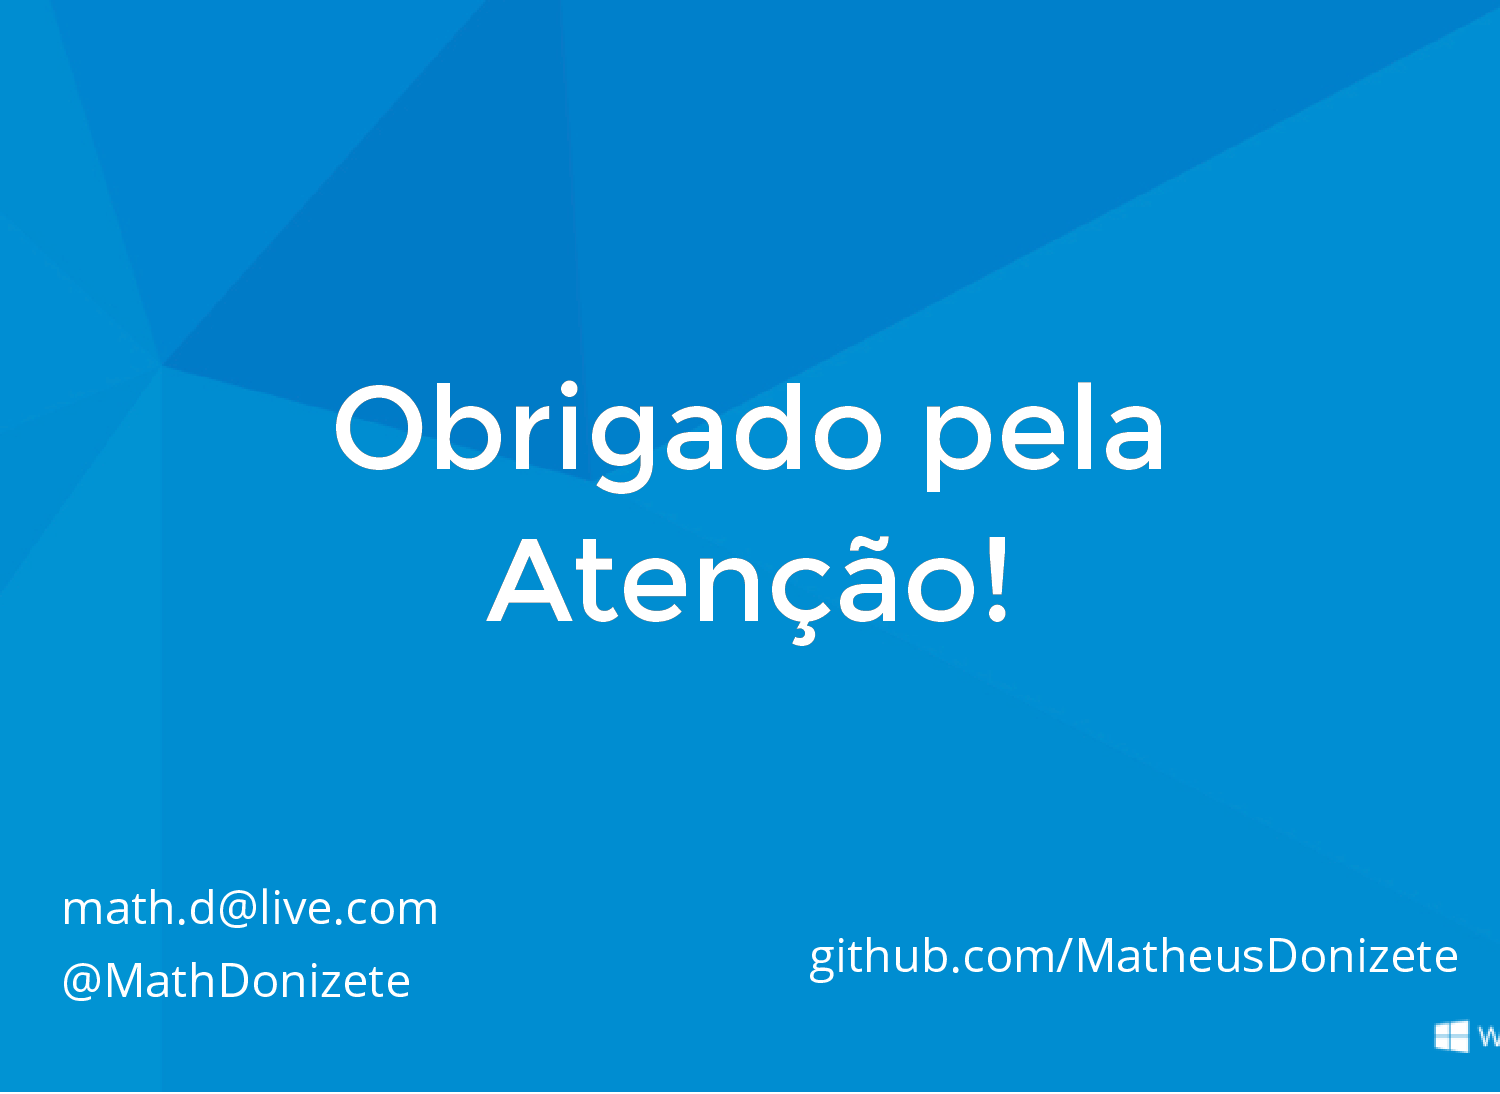 Obrigado pela
Atenção!
math.d@live.com
@MathDonizete
github.com/MatheusDonizete